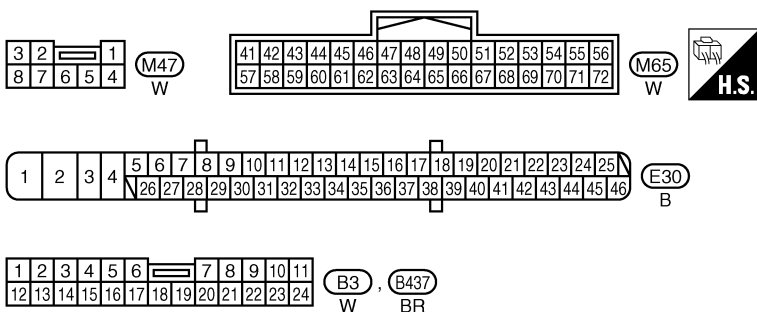 3 2 1
8 7 6 5 4
M47
W
41 42 43 44 45 46 47 48 49 50 51 52 53 54 55 56
57 58 59 60 61 62 63 64 65 66 67 68 69 70 71 72
M65
W
H.S.
1 2 3 4
5 6 7 8 9 10 11 12 13 14 15 16 17 18 19 20 21 22 23 24 25
26 27 28 29 30 31 32 33 34 35 36 37 38 39 40 41 42 43 44 45 46
E30
B
1 2 3 4 5 6 7 8 9 10 11
12 13 14 15 16 17 18 19 20 21 22 23 24
B3 , B437
W BR